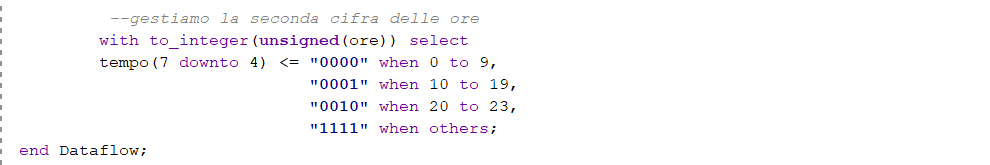 --gestiamo la seconda cifra delle ore
with to_integer(unsigned(ore)) select
tempo(7 downto 4) <= "0000" when 0 to 9,
"0001" when 10 to 19,
"0010" when 20 to 23,
"1111" when others;
end Dataflow;